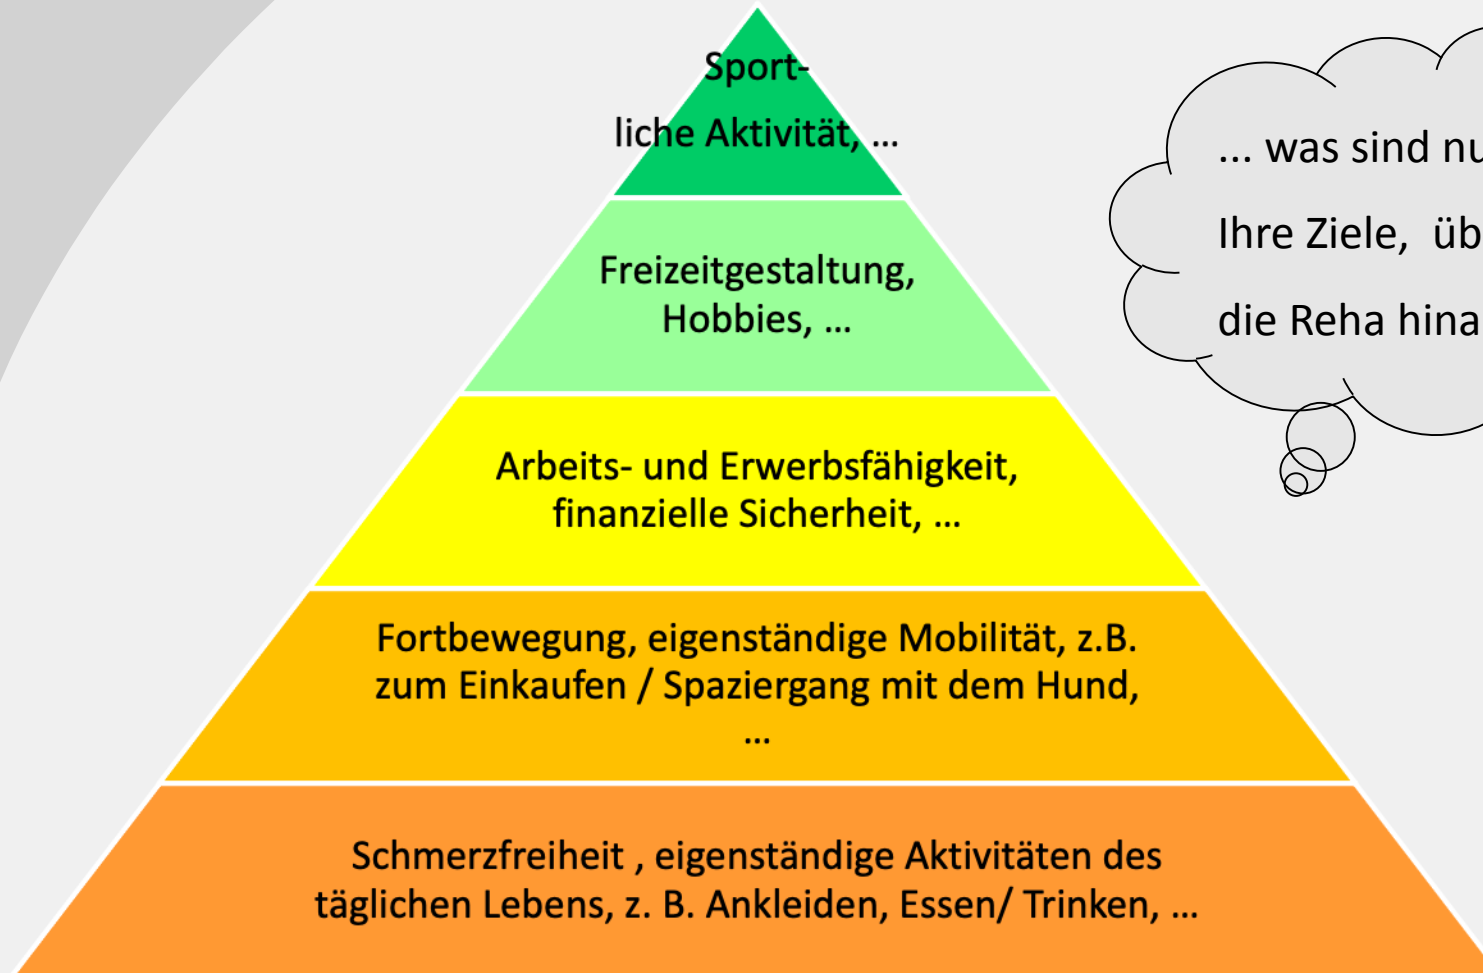 Sport-
liche Aktivität, ...
Freizeitgestaltung,
Hobbies, ...
Arbeits- und Erwerbsfähigkeit,
finanzielle Sicherheit, ...
Fortbewegung, eigenständige Mobilität, z.B.
zum Einkaufen / Spaziergang mit dem Hund,
...
Schmerzfreiheit , eigenständige Aktivitäten des
täglichen Lebens, z. B. Ankleiden, Essen/ Trinken, ...
... was sind
Ihre Ziele,
die Reha